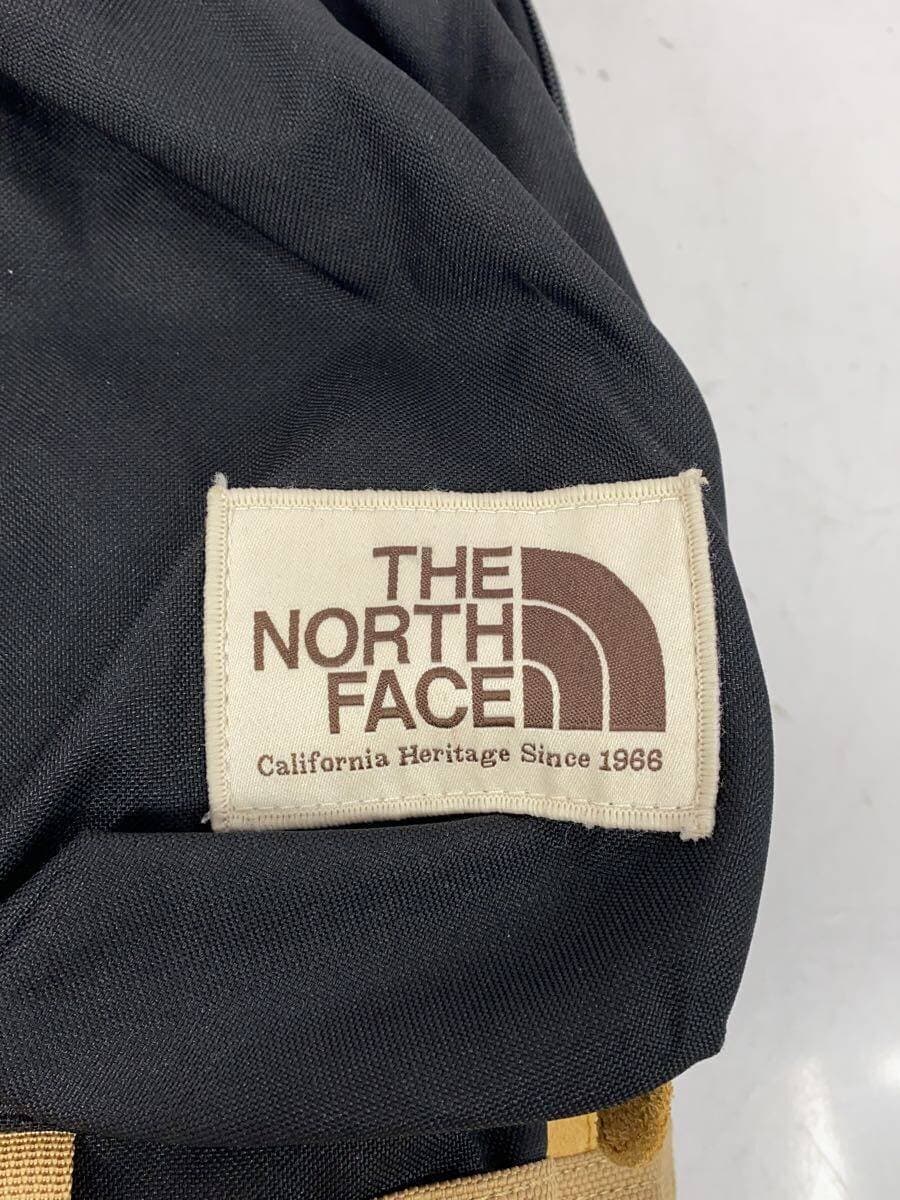 THE
NORTH
FACE
California Heritage Since 1966